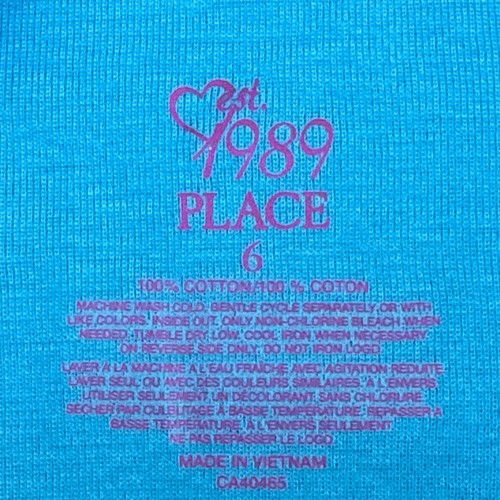 est.
1989
PLACE
6
100% COTTON/100 % COTON
MACHINE WASH COLD, GENTLE CYCLE SEPARATELY, OR WITH
LIKE COLORS, INSIDE OUT, ONLY NON-CHLORINE BLEACH WHEN
NEEDED, TUMBLE DRY LOW, COOL IRON WHEN NECESSARY
ON REVERSE SIDE ONLY, DO NOT IRON LOGO
LAVER À LA MACHINE À L'EAU FRAÎCHE AVEC AGITATION RÉDUITE
LAVER SEUL, OU AVEC DES COULEURS SIMILAIRES, À L'ENVERS,
UTILISER SEULEMENT, UN DÉCOLORANT, SANS CHLORURE,
SÉCHER PAR CULBUTAGE À BASSE TEMPÉRATURE, REPASSER À
BASSE TEMPÉRATURE, À L'ENVERS SEULEMENT
NE PAS REPASSER LE LOGO
MADE IN VIETNAM
CA40465